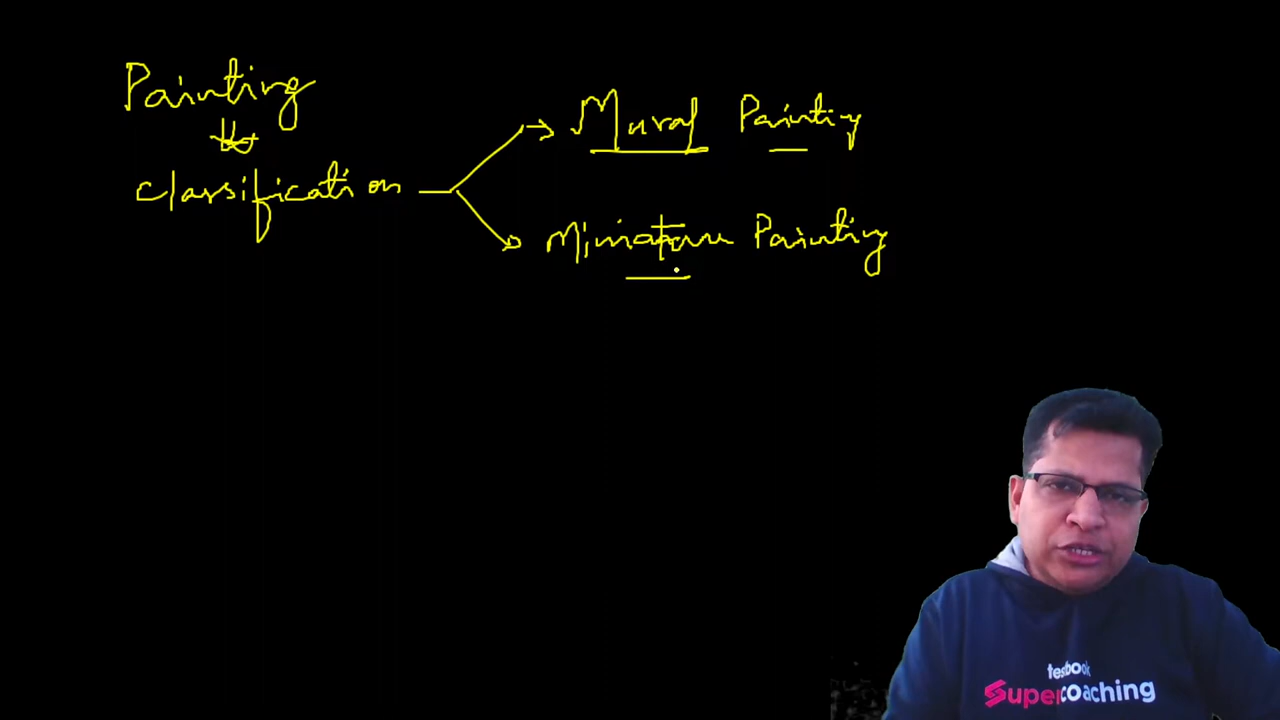 Painting
classification
Mural Painting
Miniature Painting
testbook
Supercoaching